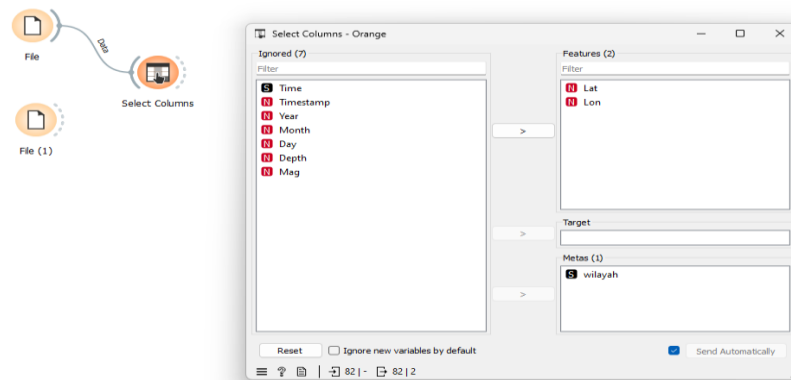 File
Data
Select Columns
File (1)
Select Columns - Orange
Ignored (7)
Filter
S Time
N Timestamp
N Year
N Month
N Day
N Depth
N Mag
>
>
>
Features (2)
Filter
N Lat
N Lon
Target
Metas (1)
S wilayah
Reset
Ignore new variables by default
Send Automatically
? 82 | - 82 | 2